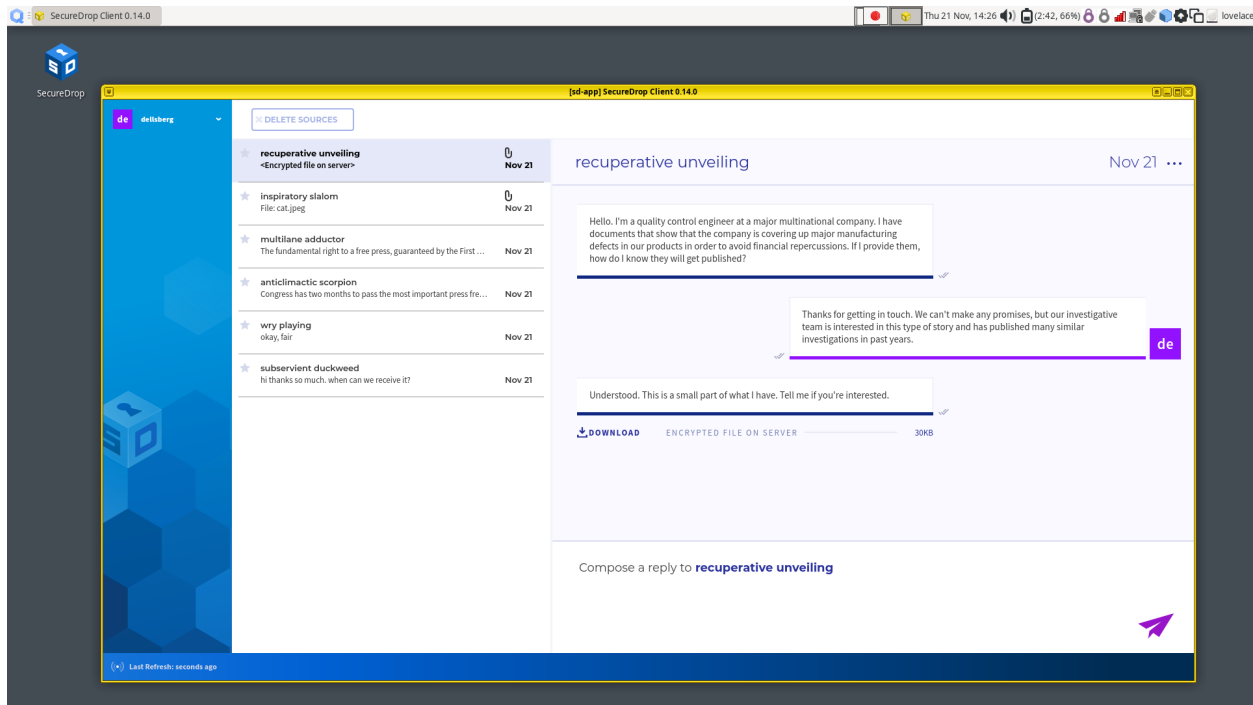 SecureDrop Client 0.14.0
Thu 21 Nov, 14:26
(2:42, 66%)
lovelace
SecureDrop
[sd-app] SecureDrop Client 0.14.0
de dellsberg
DELETE SOURCES
recuperative unveiling
<Encrypted file on server>
Nov 21
inspiratory slalom
File: cat.jpeg
Nov 21
multilane adductor
The fundamental right to a free press, guaranteed by the First ...
Nov 21
anticlimactic scorpion
Congress has two months to pass the most important press fre...
Nov 21
wry playing
okay, fair
Nov 21
subservient duckweed
hi thanks so much. when can we receive it?
Nov 21
recuperative unveiling
Nov 21
Hello. I'm a quality control engineer at a major multinational company. I have
documents that show that the company is covering up major manufacturing
defects in our products in order to avoid financial repercussions. If I provide them,
how do I know they will get published?
Thanks for getting in touch. We can't make any promises, but our investigative
team is interested in this type of story and has published many similar
investigations in past years.
de
Understood. This is a small part of what I have. Tell me if you're interested.
DOWNLOAD ENCRYPTED FILE ON SERVER 30KB
Compose a reply to recuperative unveiling
SD
Last Refresh: seconds ago